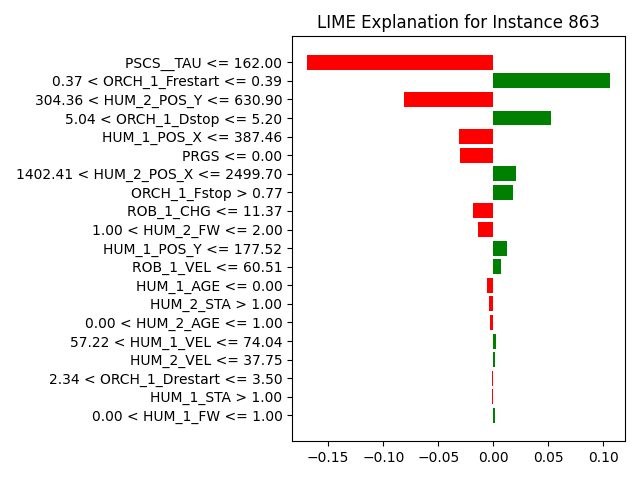 LIME Explanation for Instance 863
PSCS__TAU <= 162.00
0.37 < ORCH_1_Frestart <= 0.39
304.36 < HUM_2_POS_Y <= 630.90
5.04 < ORCH_1_Dstop <= 5.20
HUM_1_POS_X <= 387.46
PRGS <= 0.00
1402.41 < HUM_2_POS_X <= 2499.70
ORCH_1_Fstop > 0.77
ROB_1_CHG <= 11.37
1.00 < HUM_2_FW <= 2.00
HUM_1_POS_Y <= 177.52
ROB_1_VEL <= 60.51
HUM_1_AGE <= 0.00
HUM_2_STA > 1.00
0.00 < HUM_2_AGE <= 1.00
57.22 < HUM_1_VEL <= 74.04
HUM_2_VEL <= 37.75
2.34 < ORCH_1_Drestart <= 3.50
HUM_1_STA > 1.00
0.00 < HUM_1_FW <= 1.00
−0.15 −0.10 −0.05 0.00 0.05 0.10